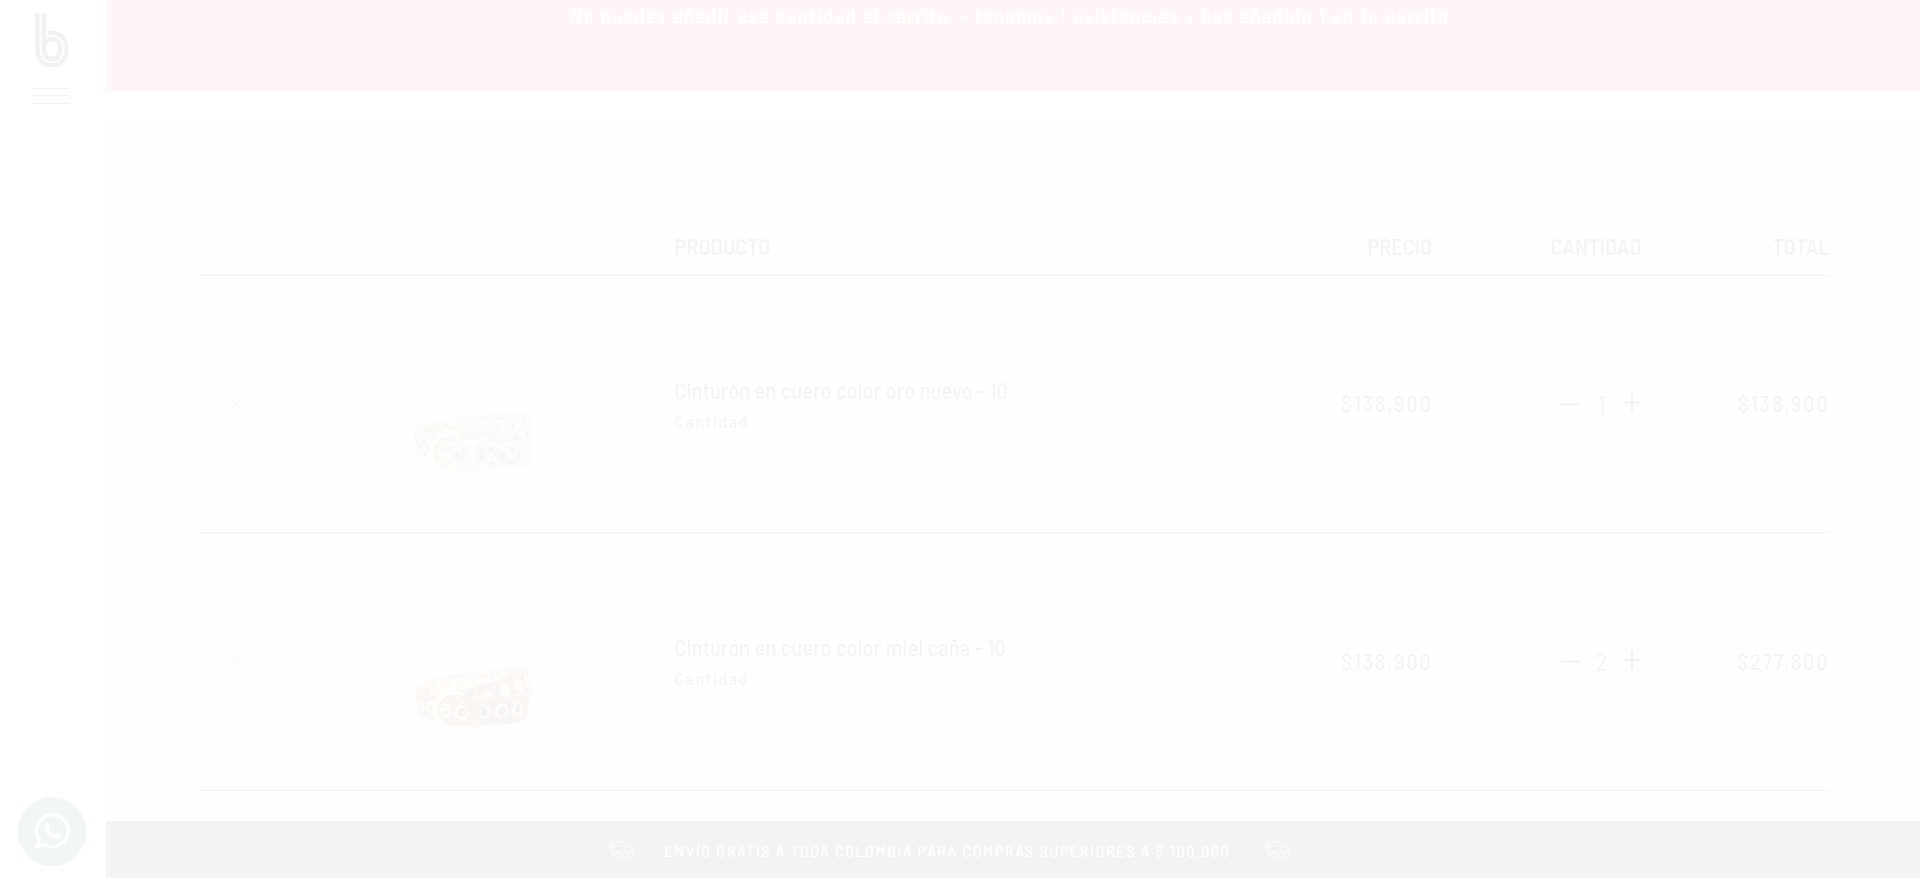 No puedes añadir esa cantidad al carrito — tenemos 1 existencias y has añadido 1 en tu carrito.
b
PRODUCTO PRECIO CANTIDAD TOTAL
Cinturón en cuero color oro nuevo - 10
Cantidad
$138,900 1 $138,900
Cinturón en cuero color miel caña - 10
Cantidad
$138,900 2 $277,800
ENVÍO GRATIS A TODA COLOMBIA PARA COMPRAS SUPERIORES A $ 100.000